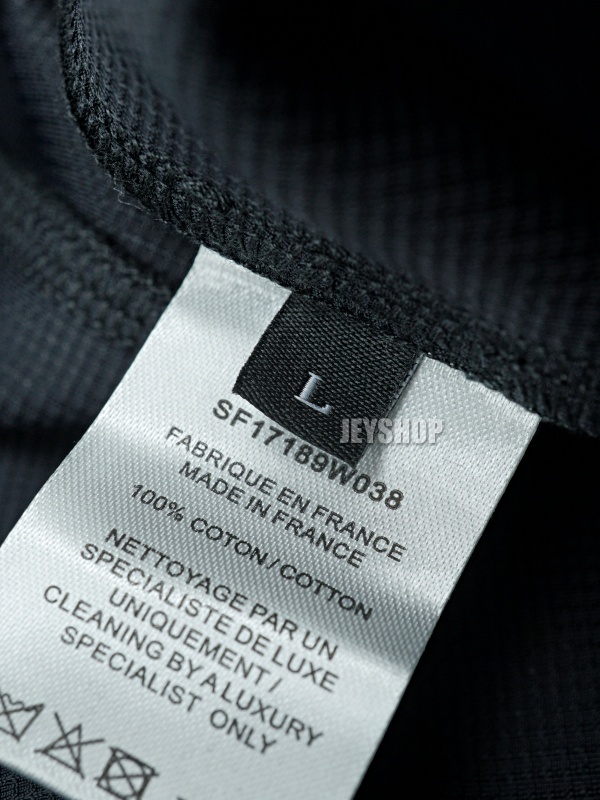 L
JEYSHOP
SF17189W038
FABRIQUE EN FRANCE
MADE IN FRANCE
100% COTON / COTTON
NETTOYAGE PAR UN
SPECIALISTE DE LUXE
UNIQUEMENT /
CLEANING BY A LUXURY
SPECIALIST ONLY